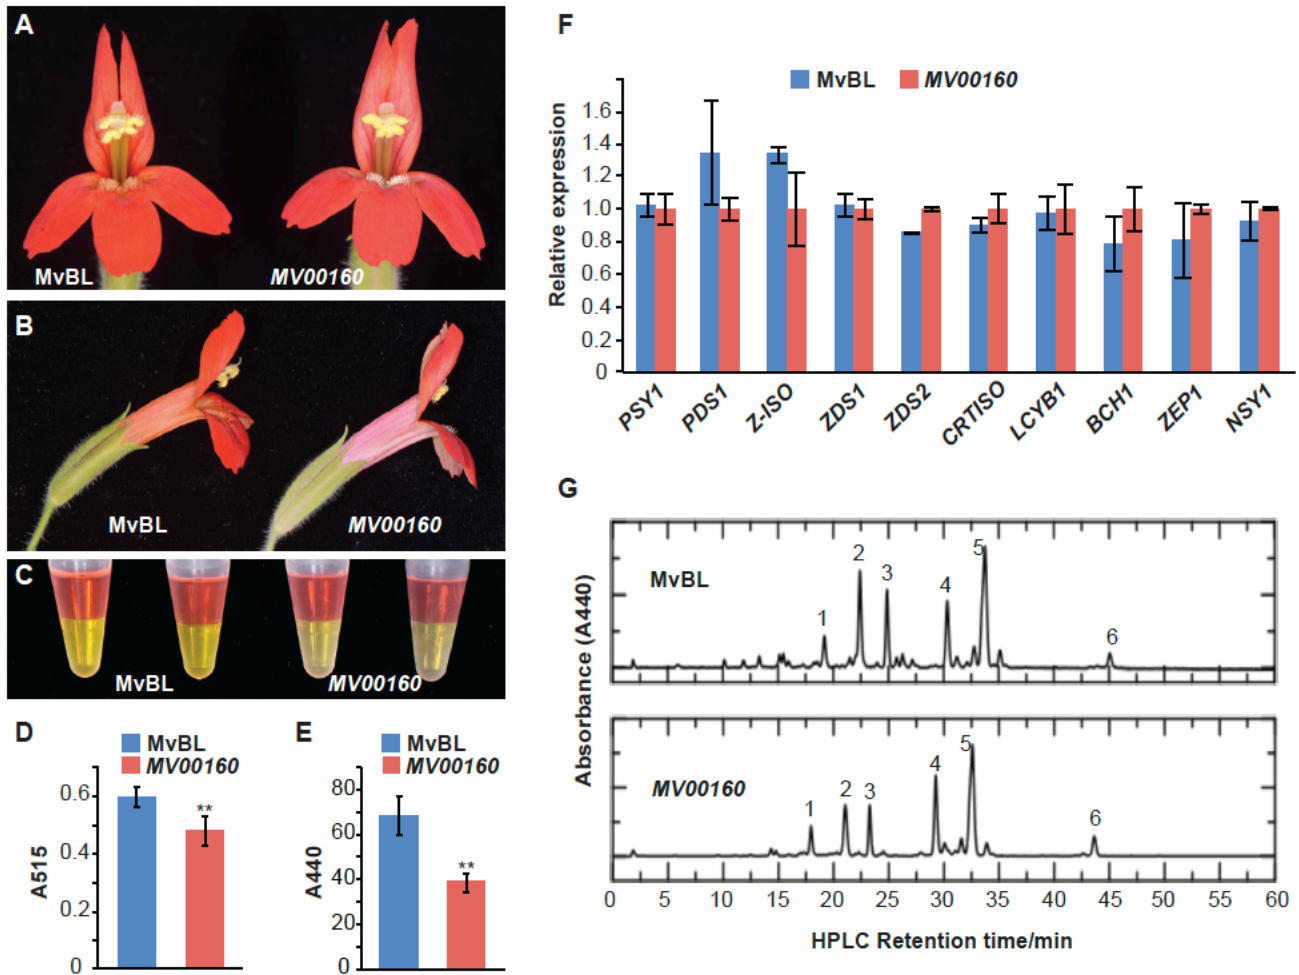 A
MvBL MV00160
B
MvBL MV00160
C
MvBL MV00160
D
MvBL
MV00160
A515
0.6
0.4
0.2
0
**
E
MvBL
MV00160
A440
80
60
40
20
0
**
F
MvBL MV00160
Relative expression
1.6
1.4
1.2
1.0
0.8
0.6
0.4
0.2
0
PSY1 PDS1 Z-ISO ZDS1 ZDS2 CRTISO LCYB1 BCH1 ZEP1 NSY1
G
Absorbance (A440)
MvBL
1 2 3 4 5 6
MV00160
1 2 3 4 5 6
0 5 10 15 20 25 30 35 40 45 50 55 60
HPLC Retention time/min